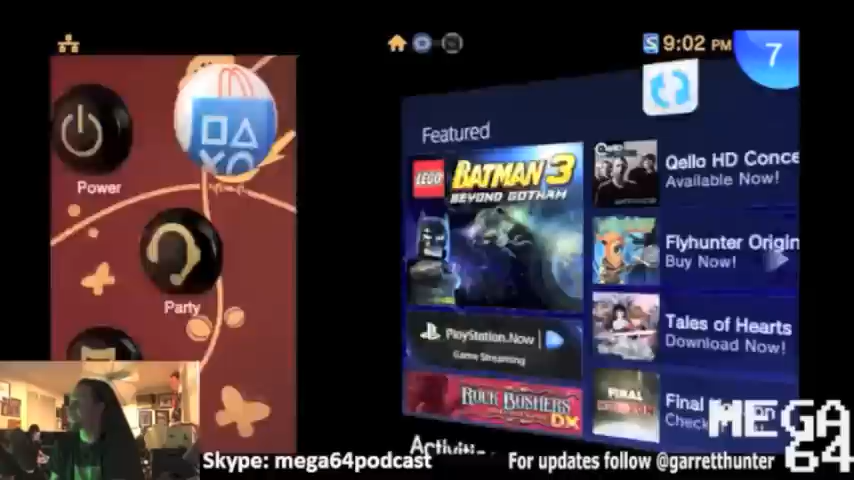 9:02 PM
7
Featured
LEGO
BATMAN 3
BEYOND GOTHAM
Qello HD Conce
Available Now!
Flyhunter Origin
Buy Now!
Tales of Hearts
Download Now!
PlayStation Now
Game Streaming
ROCK BOSHERS
DX
FINAL
Final
Check
Power
Party
MEGA
64
Skype: mega64podcast
For updates follow @garretthunter